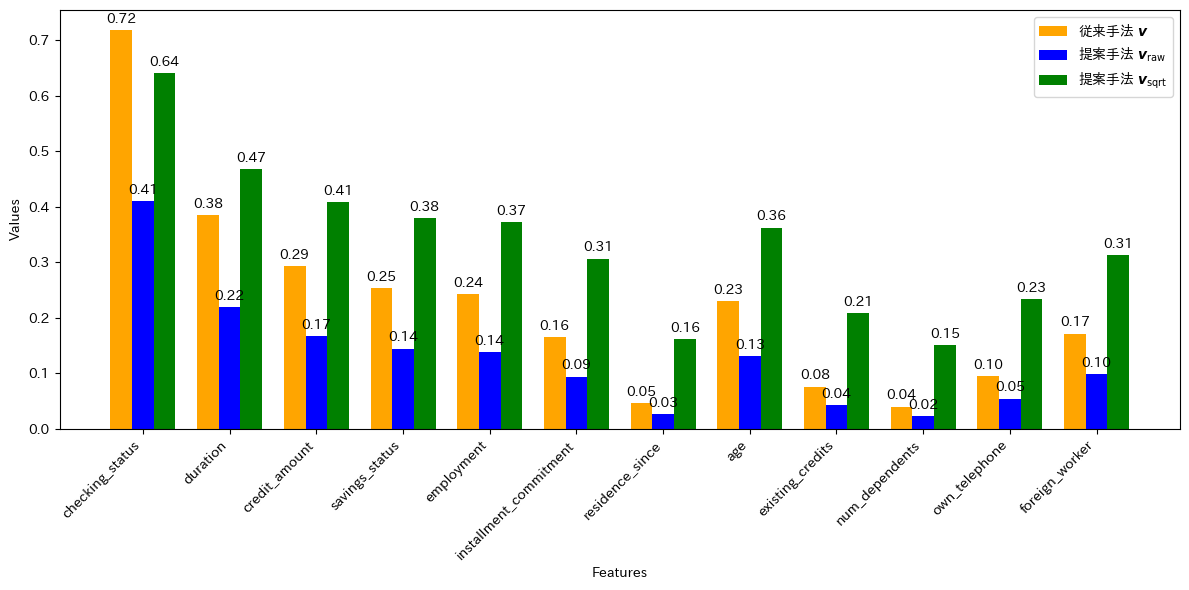 従来手法 v
提案手法 v_raw
提案手法 v_sqrt
Values
0.7
0.6
0.5
0.4
0.3
0.2
0.1
0.0
0.72 0.41 0.64
0.38 0.22 0.47
0.29 0.17 0.41
0.25 0.14 0.38
0.24 0.14 0.37
0.16 0.09 0.31
0.05 0.03 0.16
0.23 0.13 0.36
0.08 0.04 0.21
0.04 0.02 0.15
0.10 0.05 0.23
0.17 0.10 0.31
checking_status
duration
credit_amount
savings_status
employment
installment_commitment
residence_since
age
existing_credits
num_dependents
own_telephone
foreign_worker
Features